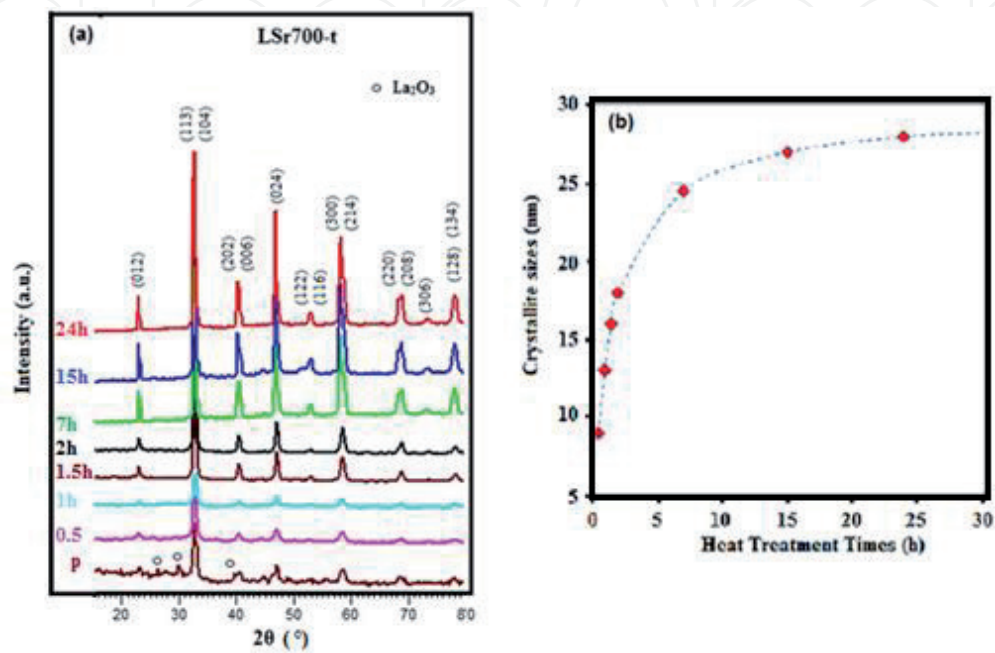 (a)
LSr700-t
○ La₂O₃
(113)
(104)
(024)
(300)
(214)
(134)
(012)
(202)
(006)
(122)
(116)
(220)
(208)
(306)
(128)
Intensity (a.u.)
24h
15h
7h
2h
1.5h
1h
0.5
P
20 30 40 50 60 70 80
2θ (°)
(b)
Crystallite sizes (nm)
30
25
20
15
10
5
0 5 10 15 20 25 30
Heat Treatment Times (h)